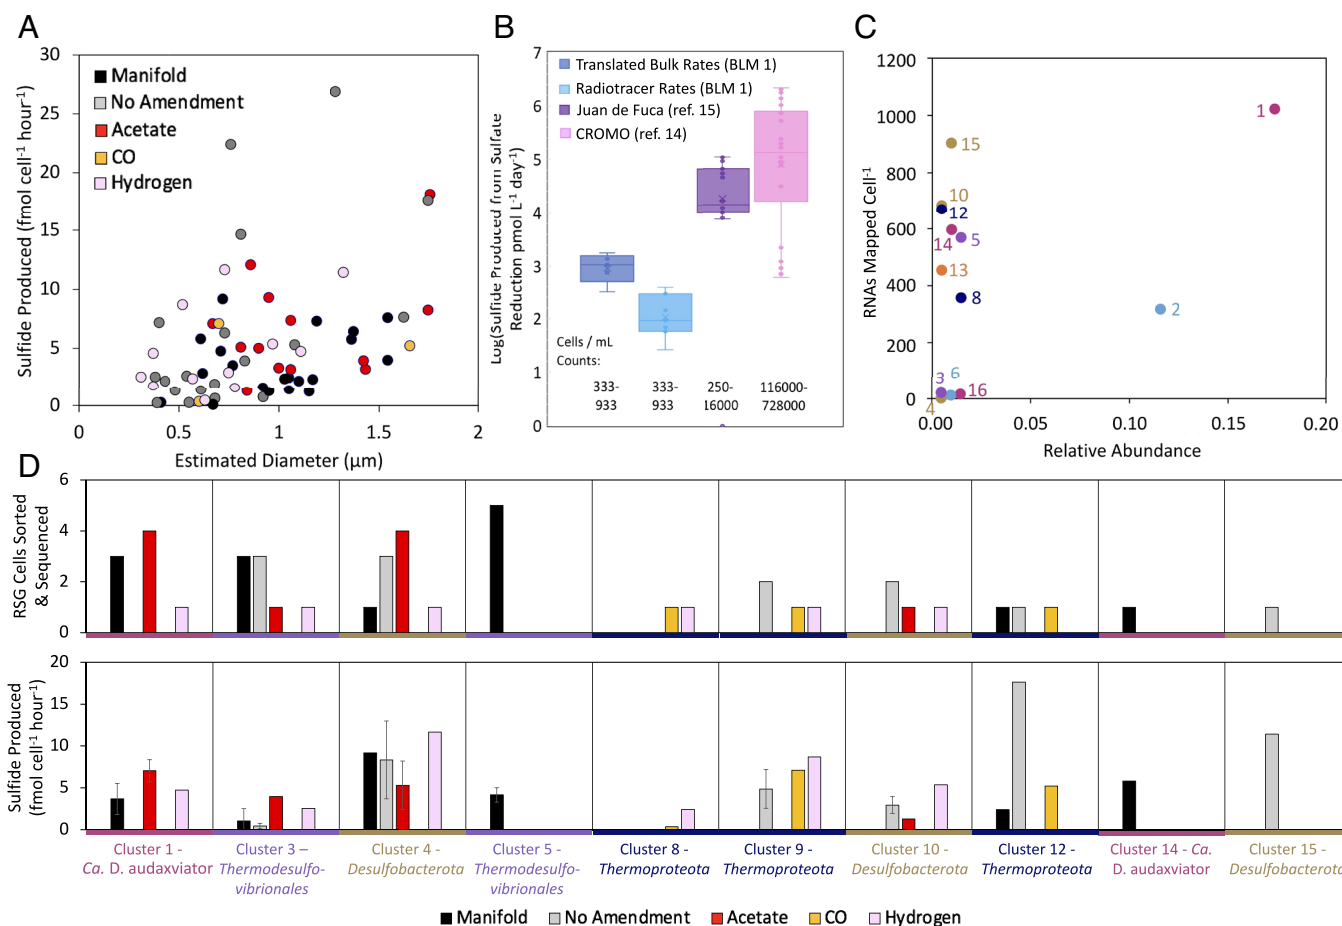 A
30
25
20
15
10
5
0
Sulfide Produced (fmol cell-1 hour-1)
Manifold
No Amendment
Acetate
CO
Hydrogen
0
0.5
1
1.5
2
Estimated Diameter (µm)
B
7
6
5
4
3
2
1
0
Log(Sulfide Produced from Sulfate
Reduction pmol L-1 day-1)
Translated Bulk Rates (BLM 1)
Radiotracer Rates (BLM 1)
Juan de Fuca (ref. 15)
CROMO (ref. 14)
Cells / mL
Counts:
333- 333- 250- 116000-
933 933 16000 728000
C
1200
1000
800
600
400
200
0
RNAs Mapped Cell-1
1
15
10
12
14
5
13
8
2
3
6
16
4
0.00
0.05
0.10
0.15
0.20
Relative Abundance
D
6
4
2
0
RSG Cells Sorted
& Sequenced
20
15
10
5
0
Sulfide Produced
(fmol cell-1 hour-1)
Cluster 1 -
Ca. D. audaxviator
Cluster 3 –
Thermodesulfo-
vibrionales
Cluster 4 -
Desulfobacterota
Cluster 5 -
Thermodesulfo-
vibrionales
Cluster 8 -
Thermoproteota
Cluster 9 -
Thermoproteota
Cluster 10 -
Desulfobacterota
Cluster 12 -
Thermoproteota
Cluster 14 - Ca.
D. audaxviator
Cluster 15 -
Desulfobacterota
Manifold
No Amendment
Acetate
CO
Hydrogen